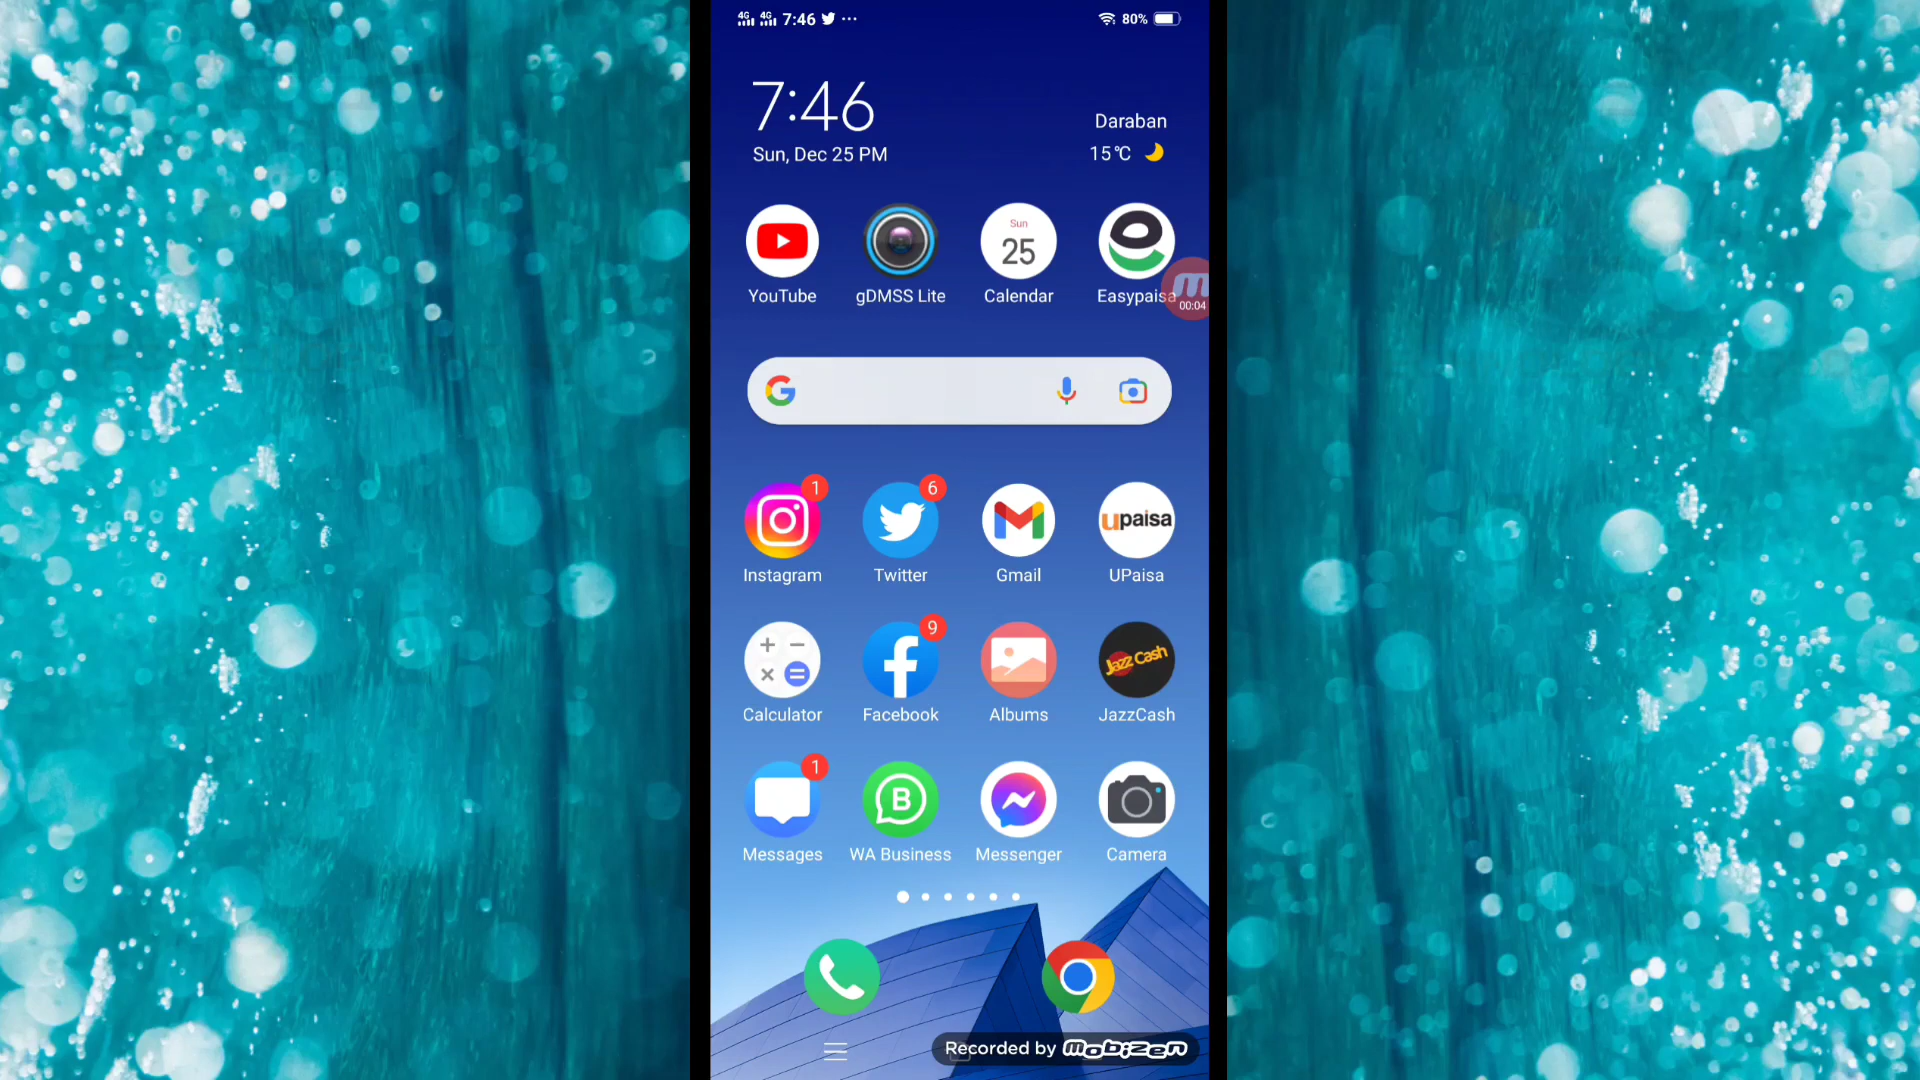 4G 4G 7:46 ... 80%
7:46
Sun, Dec 25 PM
Daraban
15℃
Sun
25
YouTube gDMSS Lite Calendar Easypaisa
m
00:04
G
1 6
upaisa
Instagram Twitter Gmail UPaisa
9
Jazz Cash
Calculator Facebook Albums JazzCash
1
B
Messages WA Business Messenger Camera
Recorded by mobizen